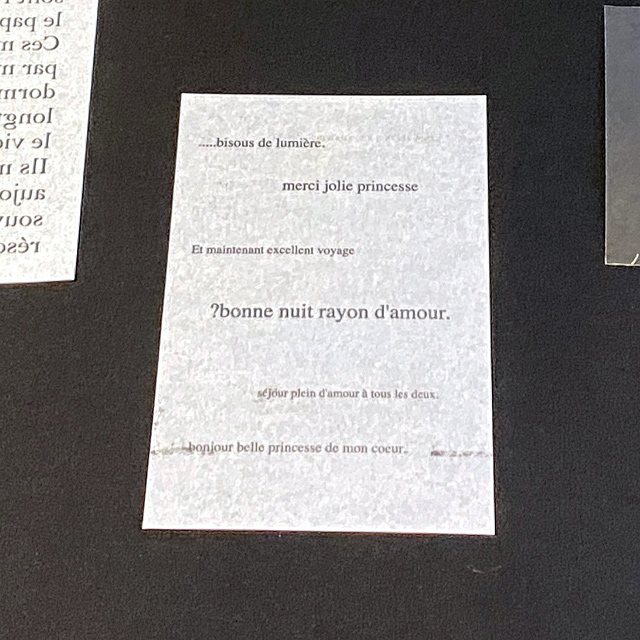 le pap
Ces n
par n
dorm
long
le vi
Ils n
aujo
souv
rés
.....bisous de lumière.
merci jolie princesse
Et maintenant excellent voyage
?bonne nuit rayon d'amour.
séjour plein d'amour à tous les deux.
bonjour belle princesse de mon coeur.